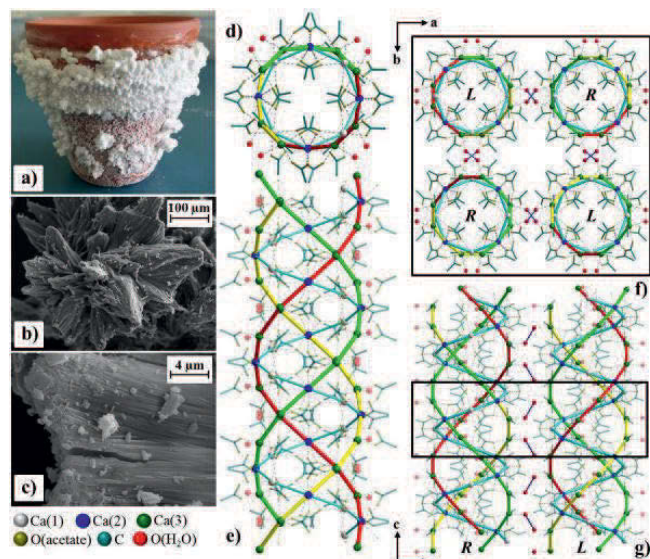 a)
d)
a
b
L
R
R
L
100 µm
b)
f)
4 µm
c)
Ca(1) Ca(2) Ca(3)
O(acetate) C O(H₂O)
e)
c
R
L
g)